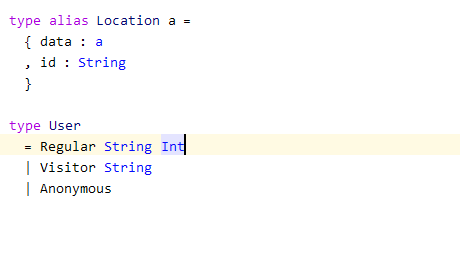 type alias Location a =
  { data : a
  , id : String
  }

type User
  = Regular String Int
  | Visitor String
  | Anonymous